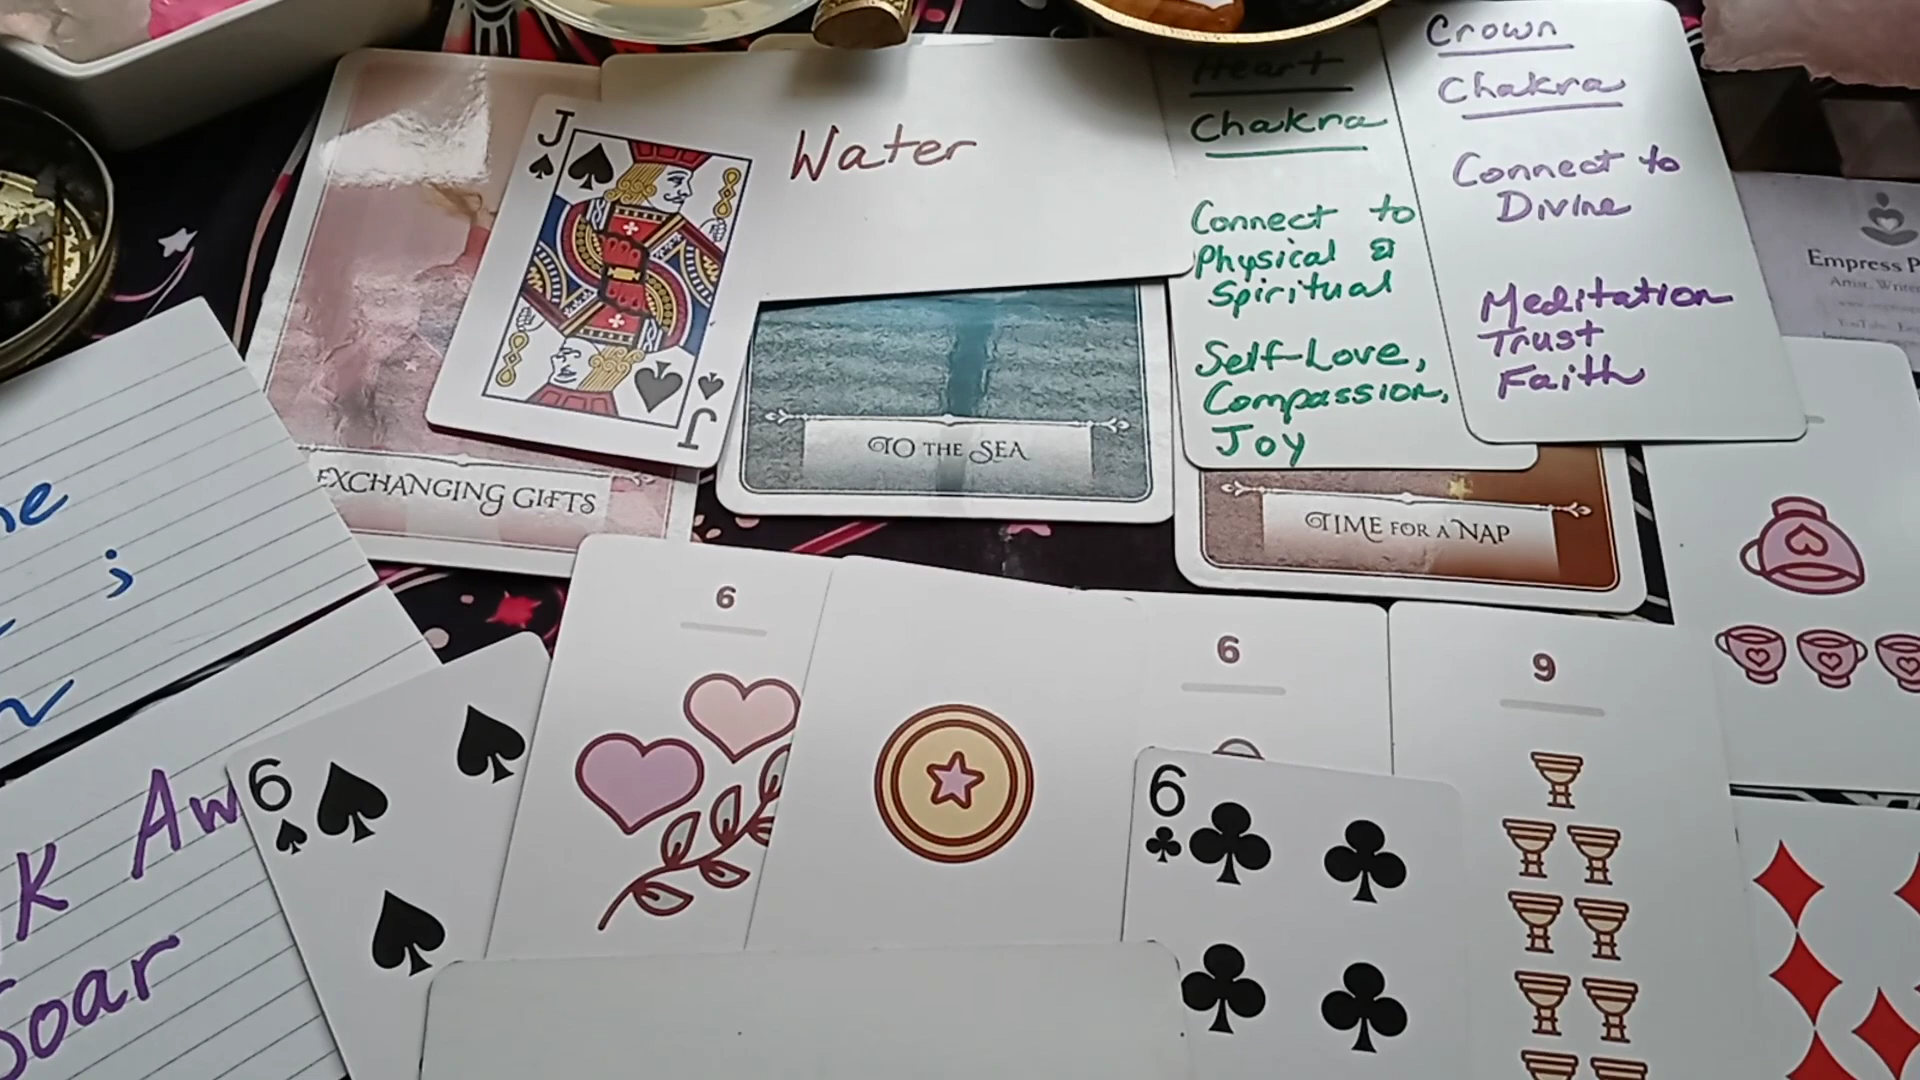 J
Water
Heart
Chakra
Connect to
Physical &
Spiritual
Self-Love,
Compassion,
Joy
Crown
Chakra
Connect to
Divine
Meditation
Trust
Faith
Empress
J
EXCHANGING GIFTS
TO THE SEA
TIME FOR A NAP
;
6
6
9
6
6
Soar